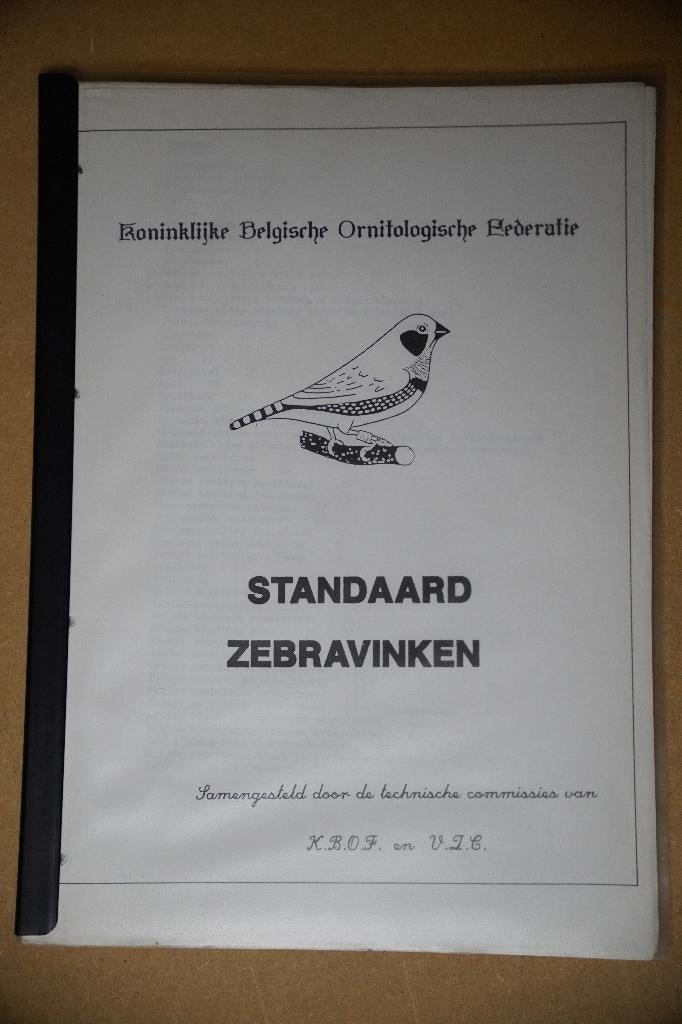 Koninklijke Belgische Ornitologische Federatie
STANDAARD
ZEBRAVINKEN
Samengesteld door de technische commissies van
K.B.O.F. en V.Z.C.